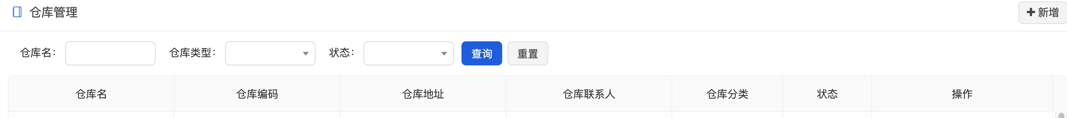 仓库管理
新增
仓库名： 仓库类型： 状态： 查询 重置
仓库名 仓库编码 仓库地址 仓库联系人 仓库分类 状态 操作